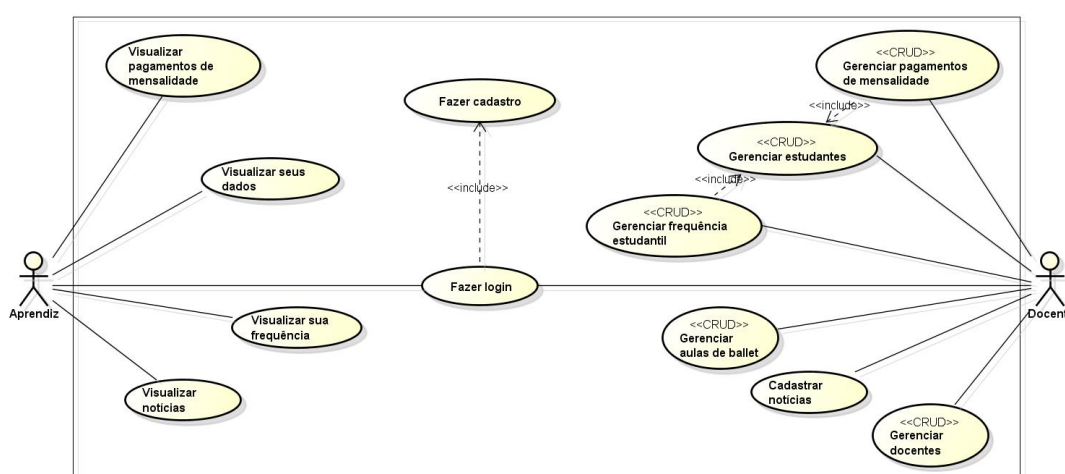 Visualizar
pagamentos de
mensalidade
Visualizar seus
dados
Aprendiz
Visualizar sua
frequência
Visualizar
notícias
Fazer cadastro
<<include>>
Fazer login
<<CRUD>>
Gerenciar pagamentos
de mensalidade
<<include>>
<<CRUD>>
Gerenciar estudantes
<<include>>
<<CRUD>>
Gerenciar frequência
estudantil
<<CRUD>>
Gerenciar
aulas de ballet
Cadastrar
notícias
<<CRUD>>
Gerenciar
docentes
Docent